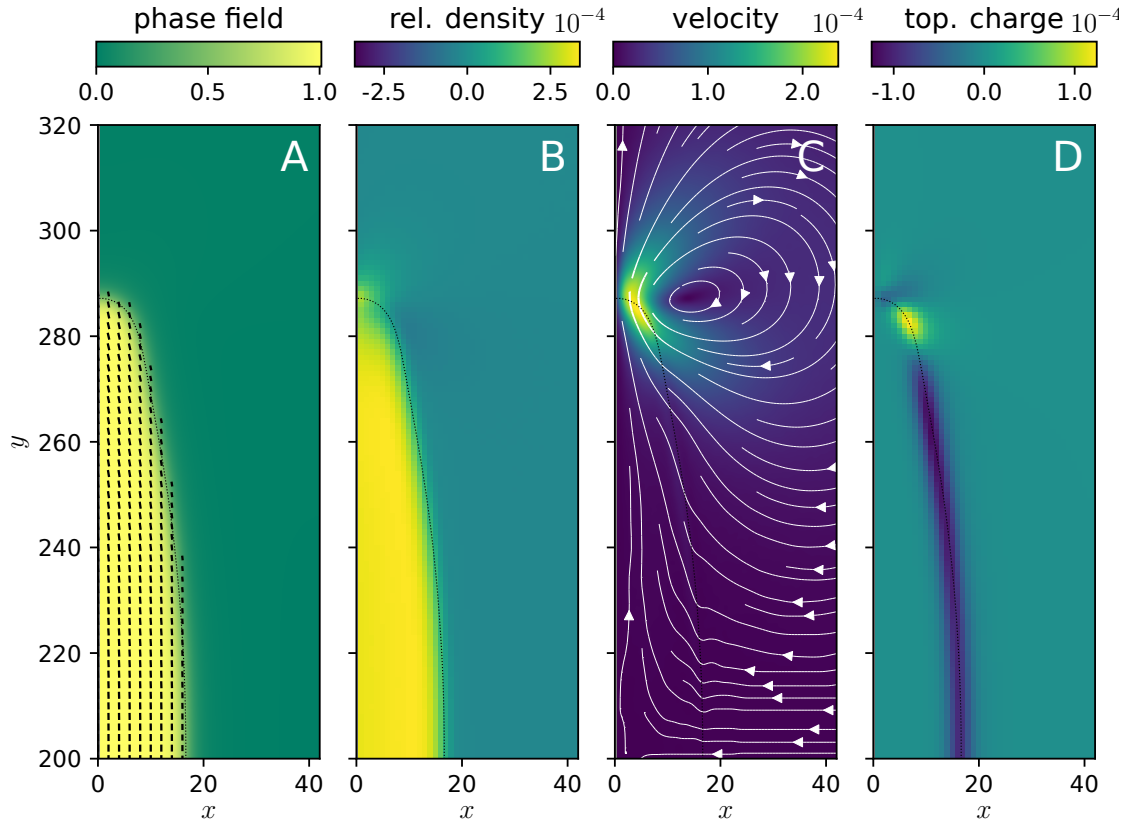 phase field
rel. density 10⁻⁴
velocity 10⁻⁴
top. charge 10⁻⁴
0.0 0.5 1.0
-2.5 0.0 2.5
0.0 1.0 2.0
-1.0 0.0 1.0
A
B
C
D
320
300
280
260
240
220
200
y
0 20 40
0 20 40
0 20 40
0 20 40
x
x
x
x